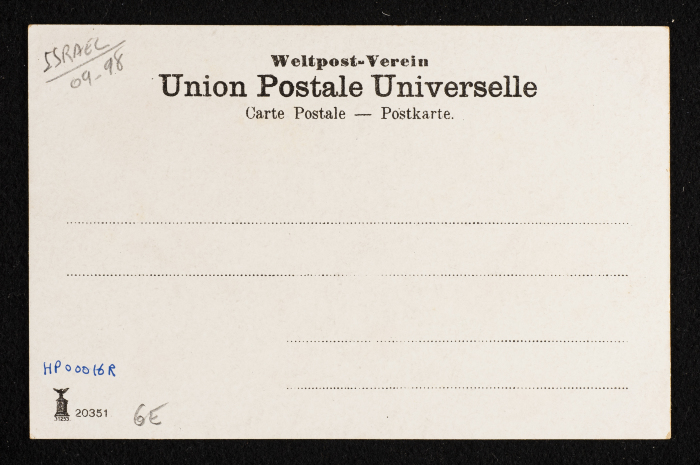 ISRAEL
09-98
Weltpost-Verein
Union Postale Universelle
Carte Postale — Postkarte.
HP00016R
20351
6E